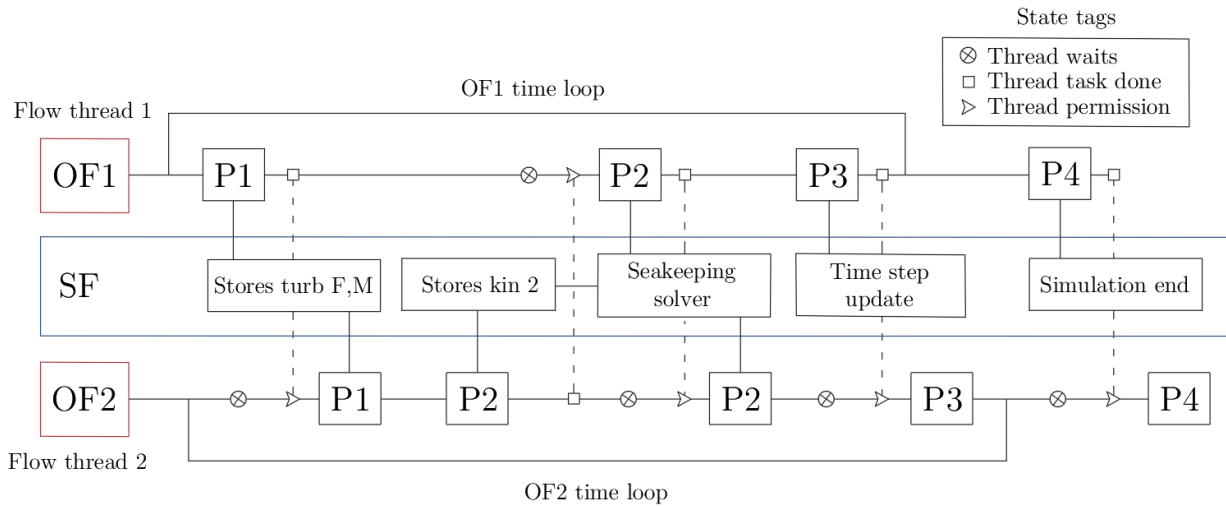 State tags
Thread waits
Thread task done
Thread permission
OF1 time loop
Flow thread 1
OF1
P1
P2
P3
P4
SF
Stores turb F,M
Stores kin 2
Seakeeping
solver
Time step
update
Simulation end
OF2
P1
P2
P2
P3
P4
Flow thread 2
OF2 time loop